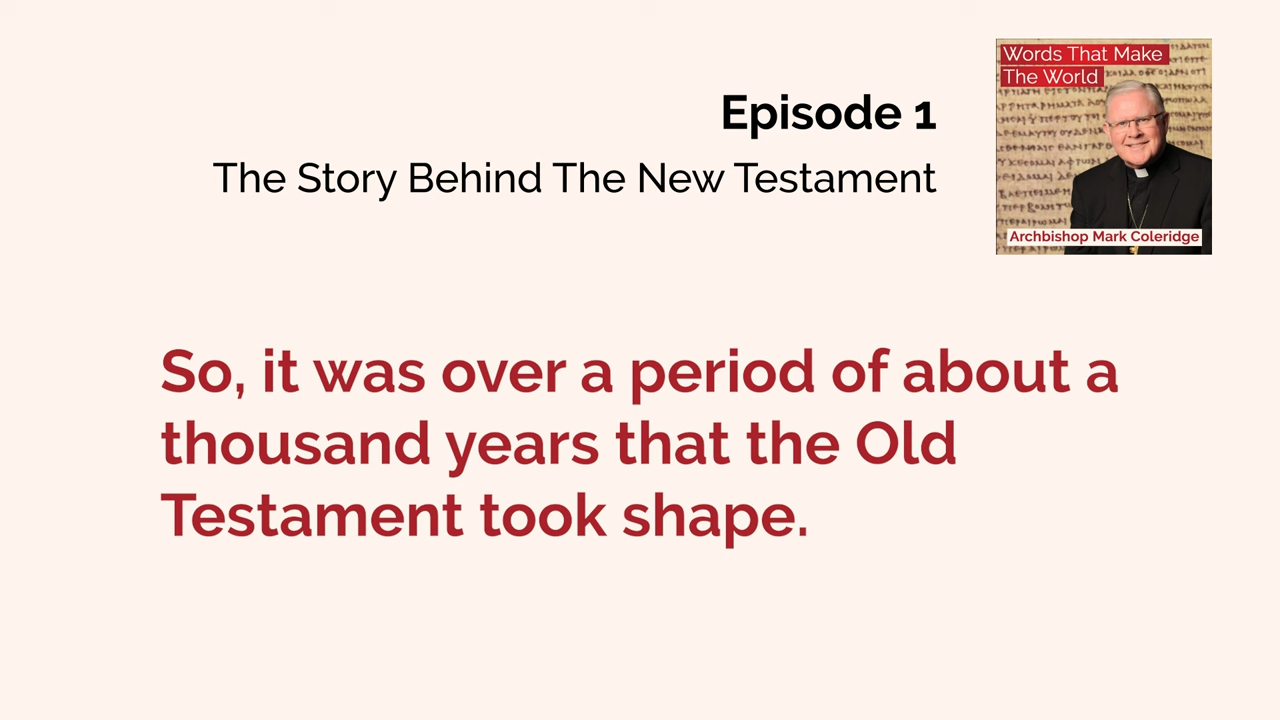 Episode 1
The Story Behind The New Testament
Words That Make
The World
Archbishop Mark Coleridge
So, it was over a period of about a
thousand years that the Old
Testament took shape.